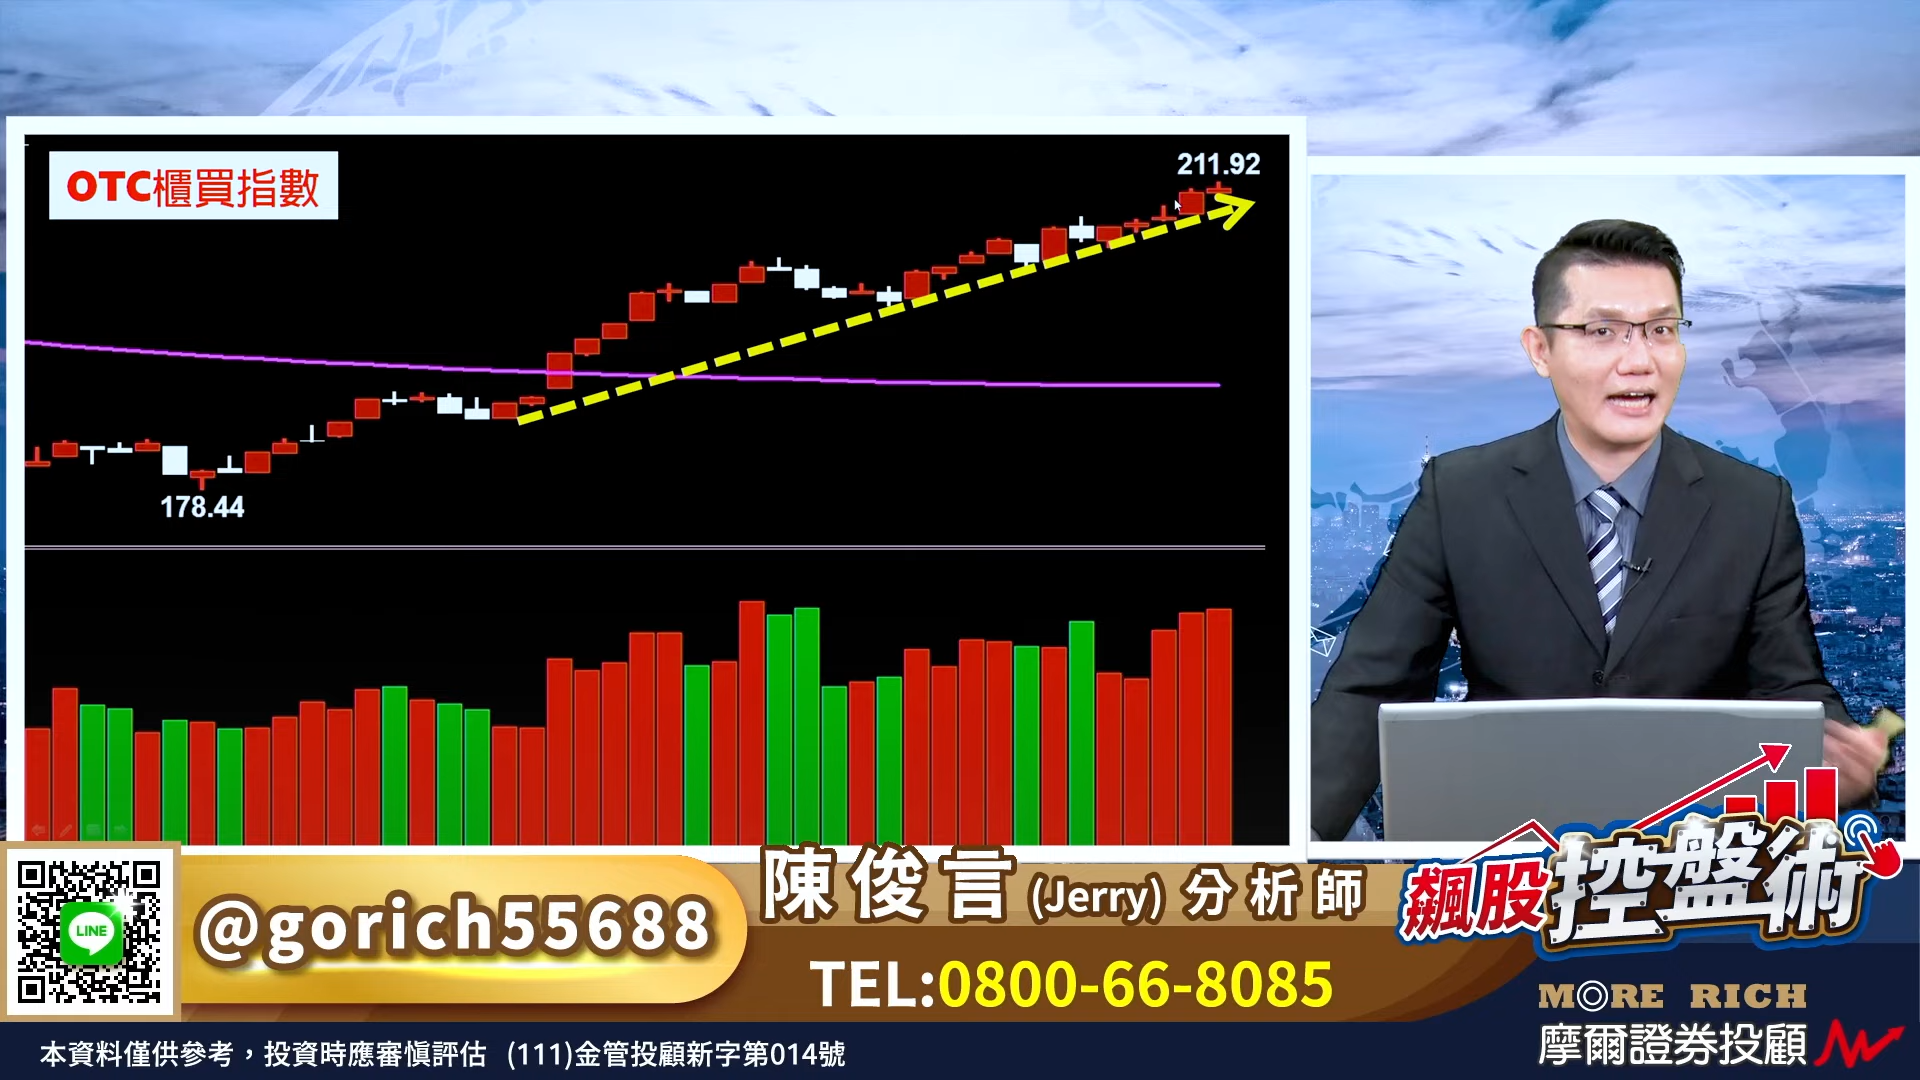 OTC櫃買指數
211.92
178.44
飆股控盤術
LINE
@gorich55688
陳俊言(Jerry)分析師
TEL:0800-66-8085
MORE RICH
摩爾證券投顧
本資料僅供參考，投資時應審慎評估 (111)金管投顧新字第014號